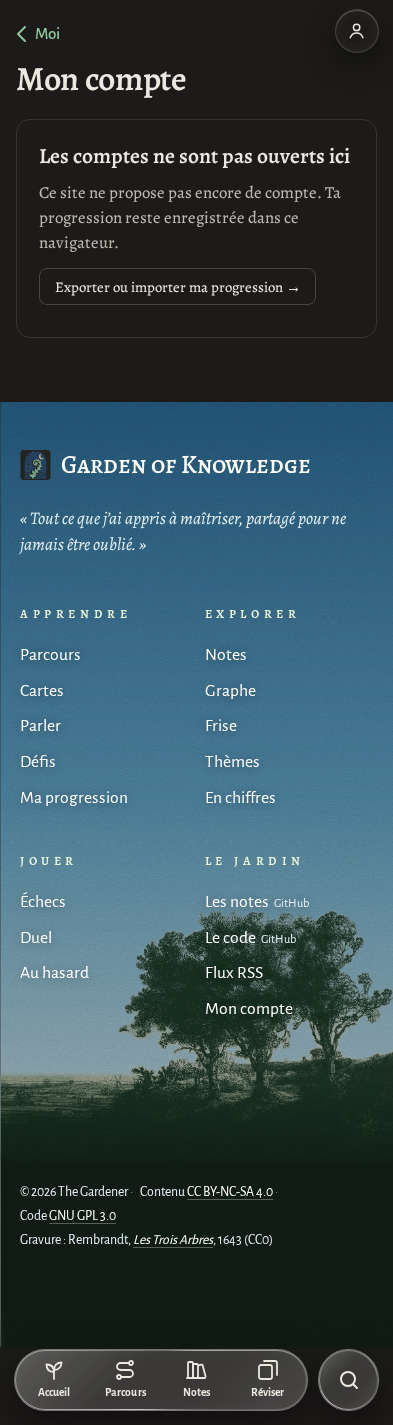 Moi
Mon compte
Les comptes ne sont pas ouverts ici
Ce site ne propose pas encore de compte. Ta
progression reste enregistrée dans ce
navigateur.
Exporter ou importer ma progression →
Garden of Knowledge
« Tout ce que j'ai appris à maîtriser, partagé pour ne
jamais être oublié. »
APPRENDRE
Parcours
Cartes
Parler
Défis
Ma progression
EXPLORER
Notes
Graphe
Frise
Thèmes
En chiffres
JOUER
Échecs
Duel
Au hasard
LE JARDIN
Les notes GitHub
Le code GitHub
Flux RSS
Mon compte
© 2026 The Gardener · Contenu CC BY-NC-SA 4.0 ·
Code GNU GPL 3.0
Gravure : Rembrandt, Les Trois Arbres, 1643 (CC0)
Accueil
Parcours
Notes
Réviser